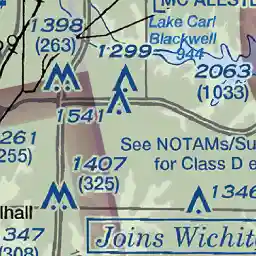 MC ALEST
1398
(263)
Lake Carl
Blackwell
944
1299
2063
(1033)
1541
261
255)
See NOTAMs/Su
for Class D e
1407
(325)
1346
lhall
347
(308)
Joins Wichit